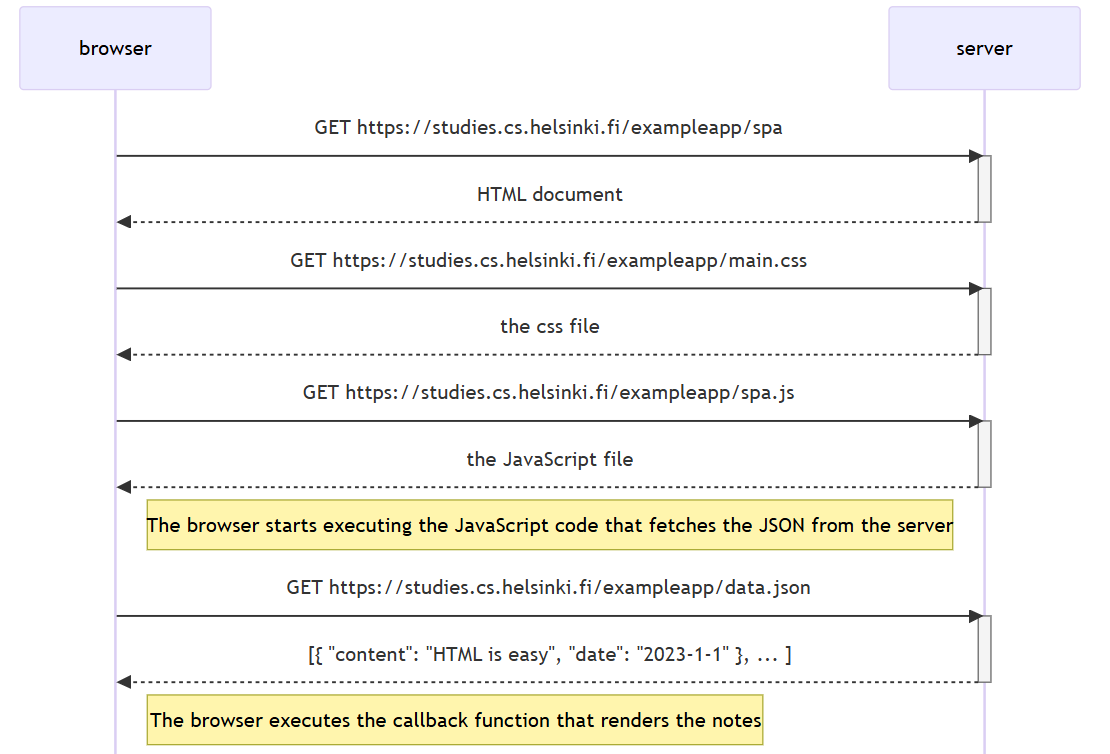 browser
server
GET https://studies.cs.helsinki.fi/exampleapp/spa
HTML document
GET https://studies.cs.helsinki.fi/exampleapp/main.css
the css file
GET https://studies.cs.helsinki.fi/exampleapp/spa.js
the JavaScript file
The browser starts executing the JavaScript code that fetches the JSON from the server
GET https://studies.cs.helsinki.fi/exampleapp/data.json
[{ "content": "HTML is easy", "date": "2023-1-1" }, ... ]
The browser executes the callback function that renders the notes